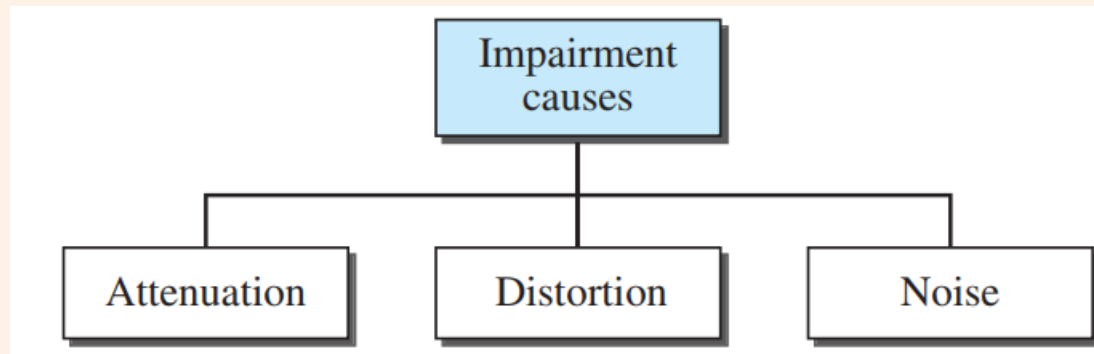 Impairment
causes
Attenuation
Distortion
Noise